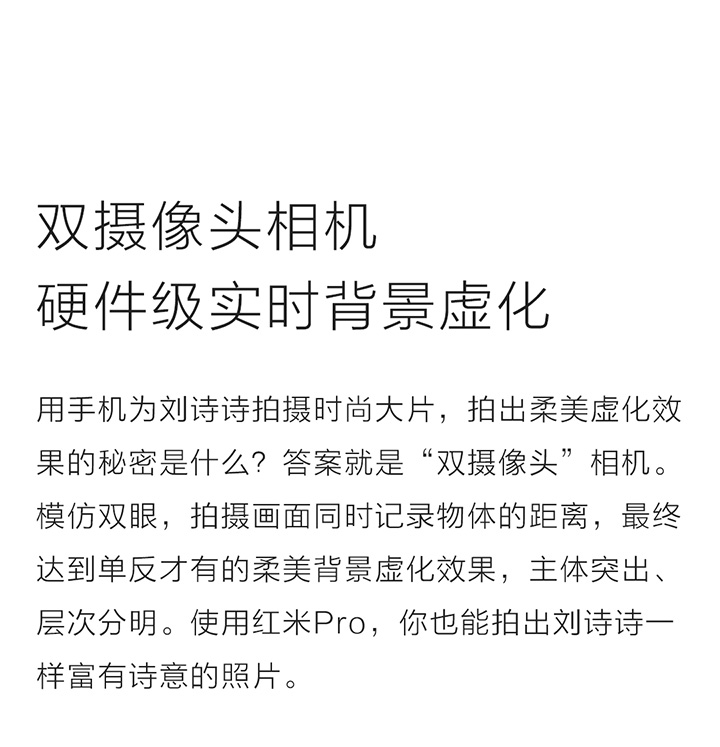 双摄像头相机
硬件级实时背景虚化
用手机为刘诗诗拍摄时尚大片，拍出柔美虚化效
果的秘密是什么？答案就是“双摄像头”相机。
模仿双眼，拍摄画面同时记录物体的距离，最终
达到单反才有的柔美背景虚化效果，主体突出、
层次分明。使用红米Pro，你也能拍出刘诗诗一
样富有诗意的照片。